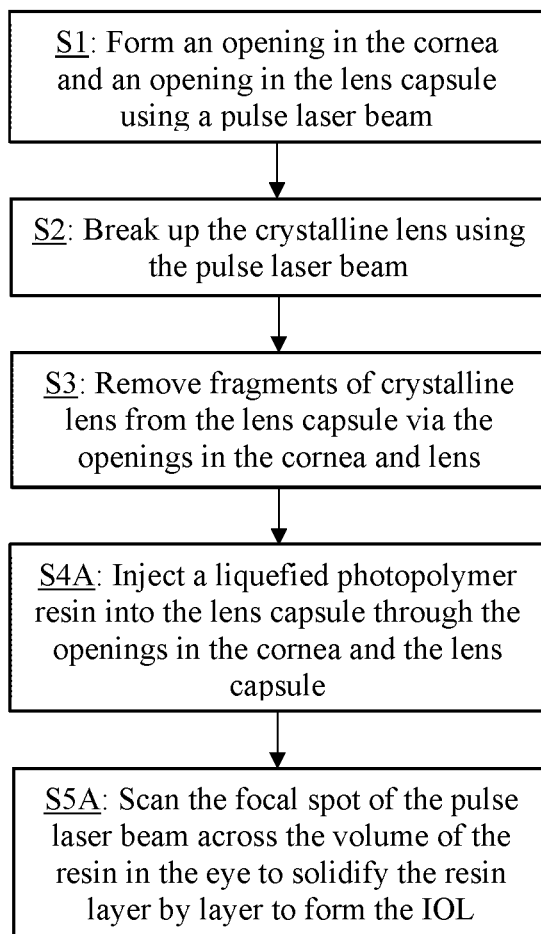 S1: Form an opening in the cornea
and an opening in the lens capsule
using a pulse laser beam
S2: Break up the crystalline lens using
the pulse laser beam
S3: Remove fragments of crystalline
lens from the lens capsule via the
openings in the cornea and lens
S4A: Inject a liquefied photopolymer
resin into the lens capsule through the
openings in the cornea and the lens
capsule
S5A: Scan the focal spot of the pulse
laser beam across the volume of the
resin in the eye to solidify the resin
layer by layer to form the IOL